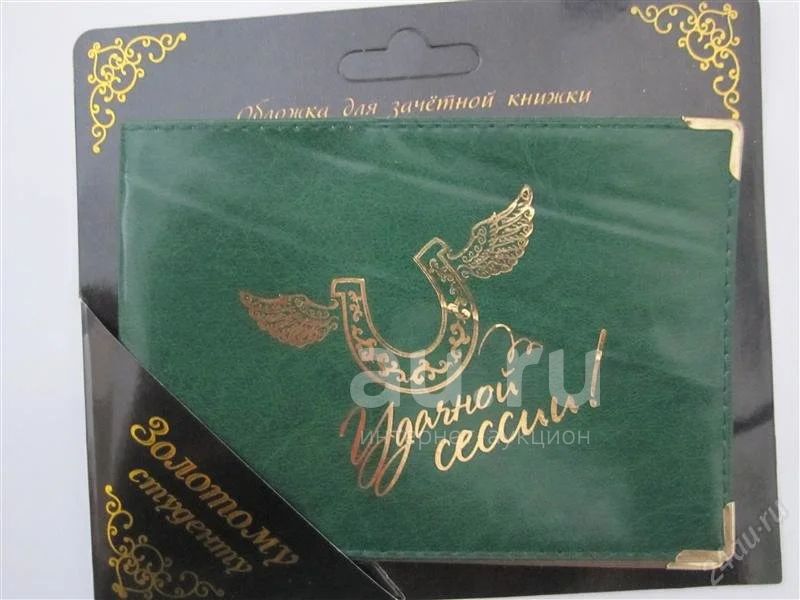 Обложка для зачётной книжки
Удачной
сессии!
au.ru
интернет аукцион
Золотому
студенту
24au.ru